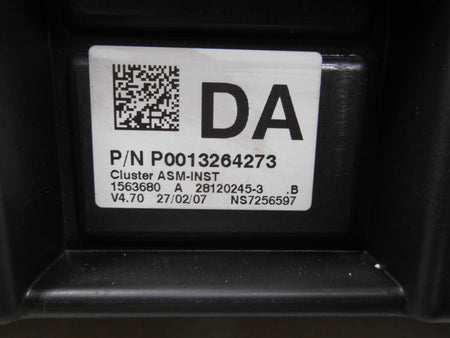 DA
P/N P0013264273
Cluster ASM-INST
1563680 A 28120245-3 .B
V4.70 27/02/07 NS7256597